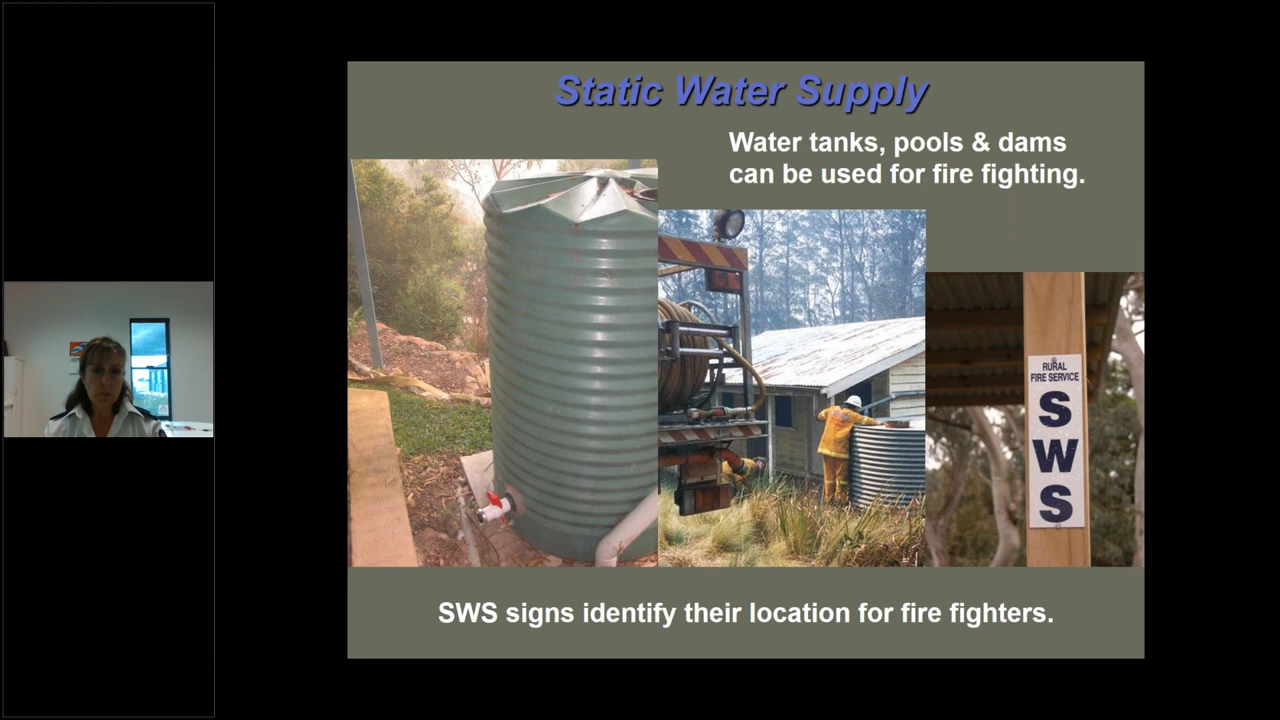 Static Water Supply
Water tanks, pools & dams
can be used for fire fighting.
RURAL
FIRE SERVICE
S
W
S
SWS signs identify their location for fire fighters.